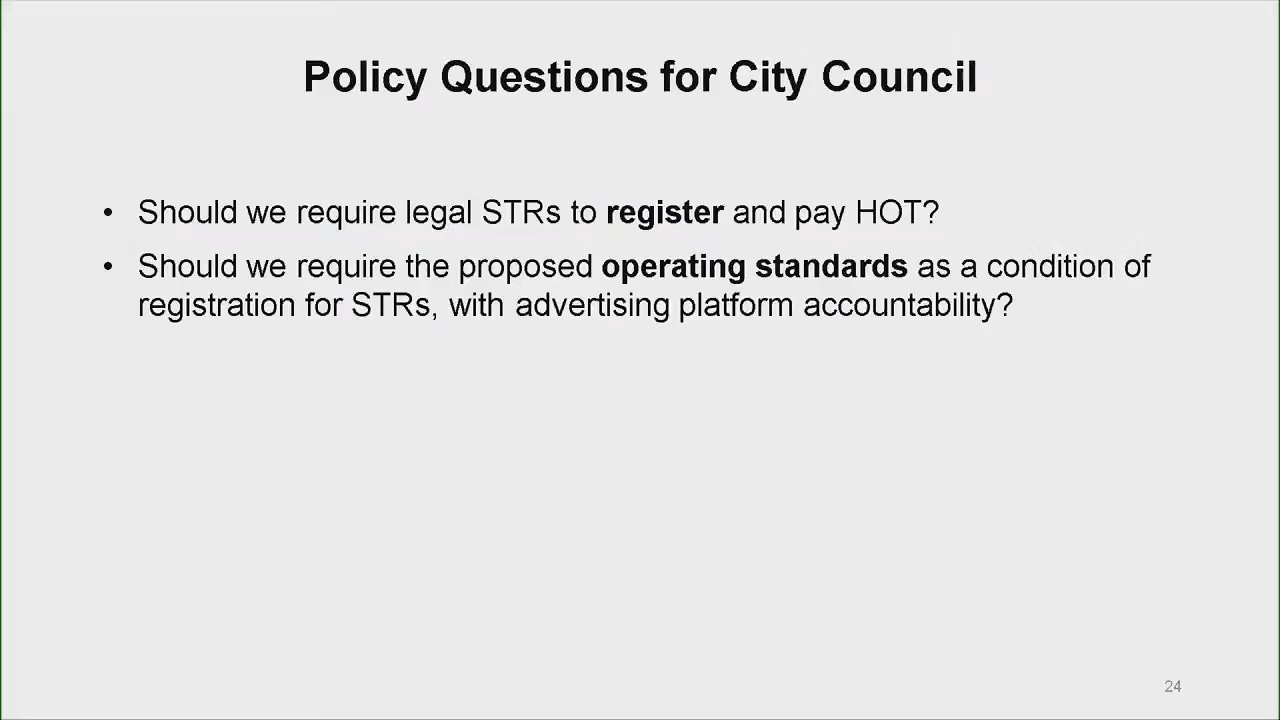 Policy Questions for City Council
• Should we require legal STRs to register and pay HOT?
• Should we require the proposed operating standards as a condition of
registration for STRs, with advertising platform accountability?
24